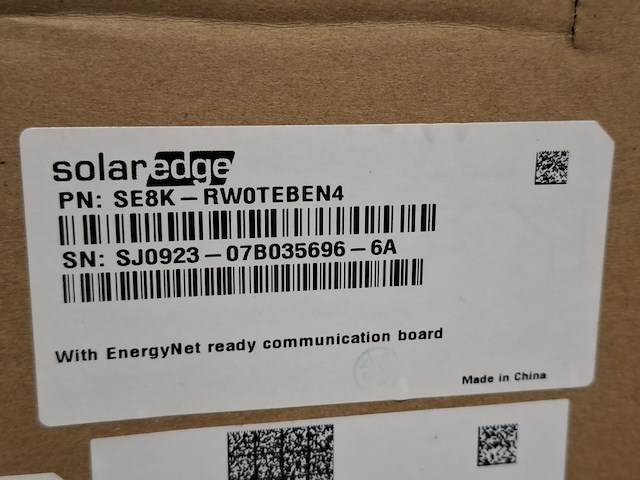 solaredge
PN: SE8K-RW0TEBEN4
SN: SJ0923-07B035696-6A
With EnergyNet ready communication board
Made in China